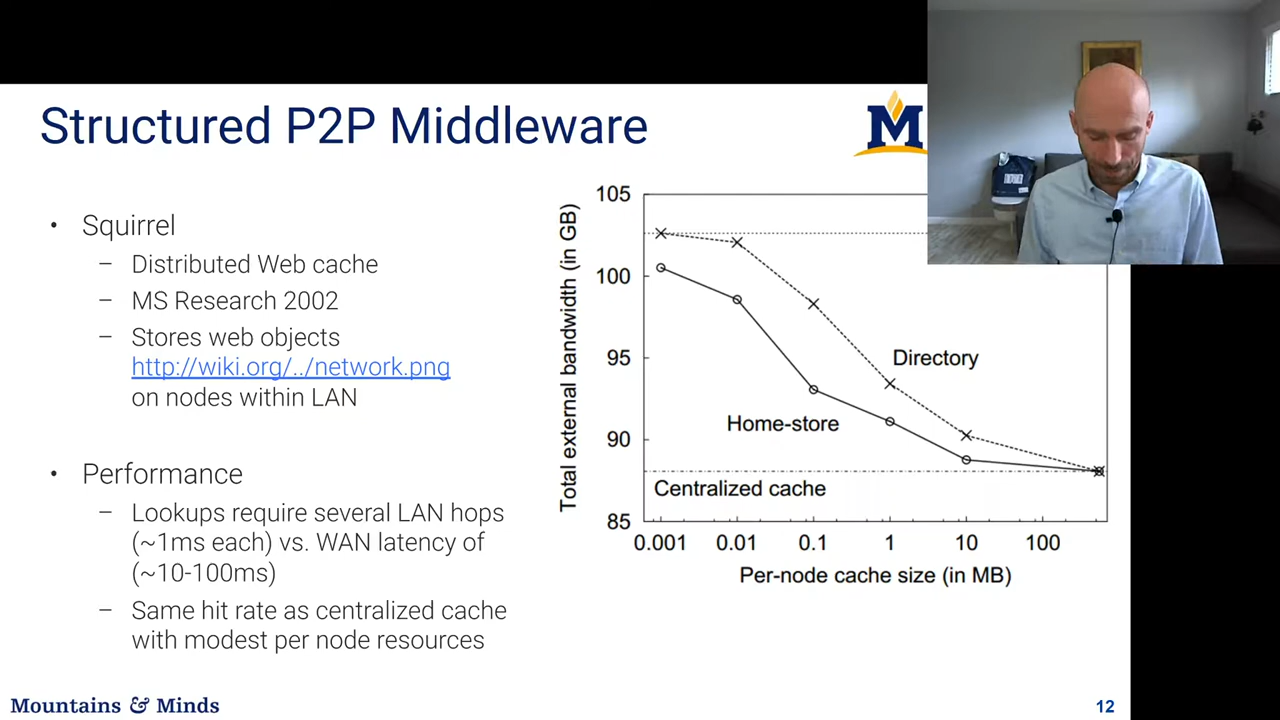 Structured P2P Middleware
M
• Squirrel
– Distributed Web cache
– MS Research 2002
– Stores web objects
http://wiki.org/../network.png
on nodes within LAN
• Performance
– Lookups require several LAN hops
(~1ms each) vs. WAN latency of
(~10-100ms)
– Same hit rate as centralized cache
with modest per node resources
Total external bandwidth (in GB)
105
100
95
90
85
Directory
Home-store
Centralized cache
0.001 0.01 0.1 1 10 100
Per-node cache size (in MB)
Mountains & Minds
12